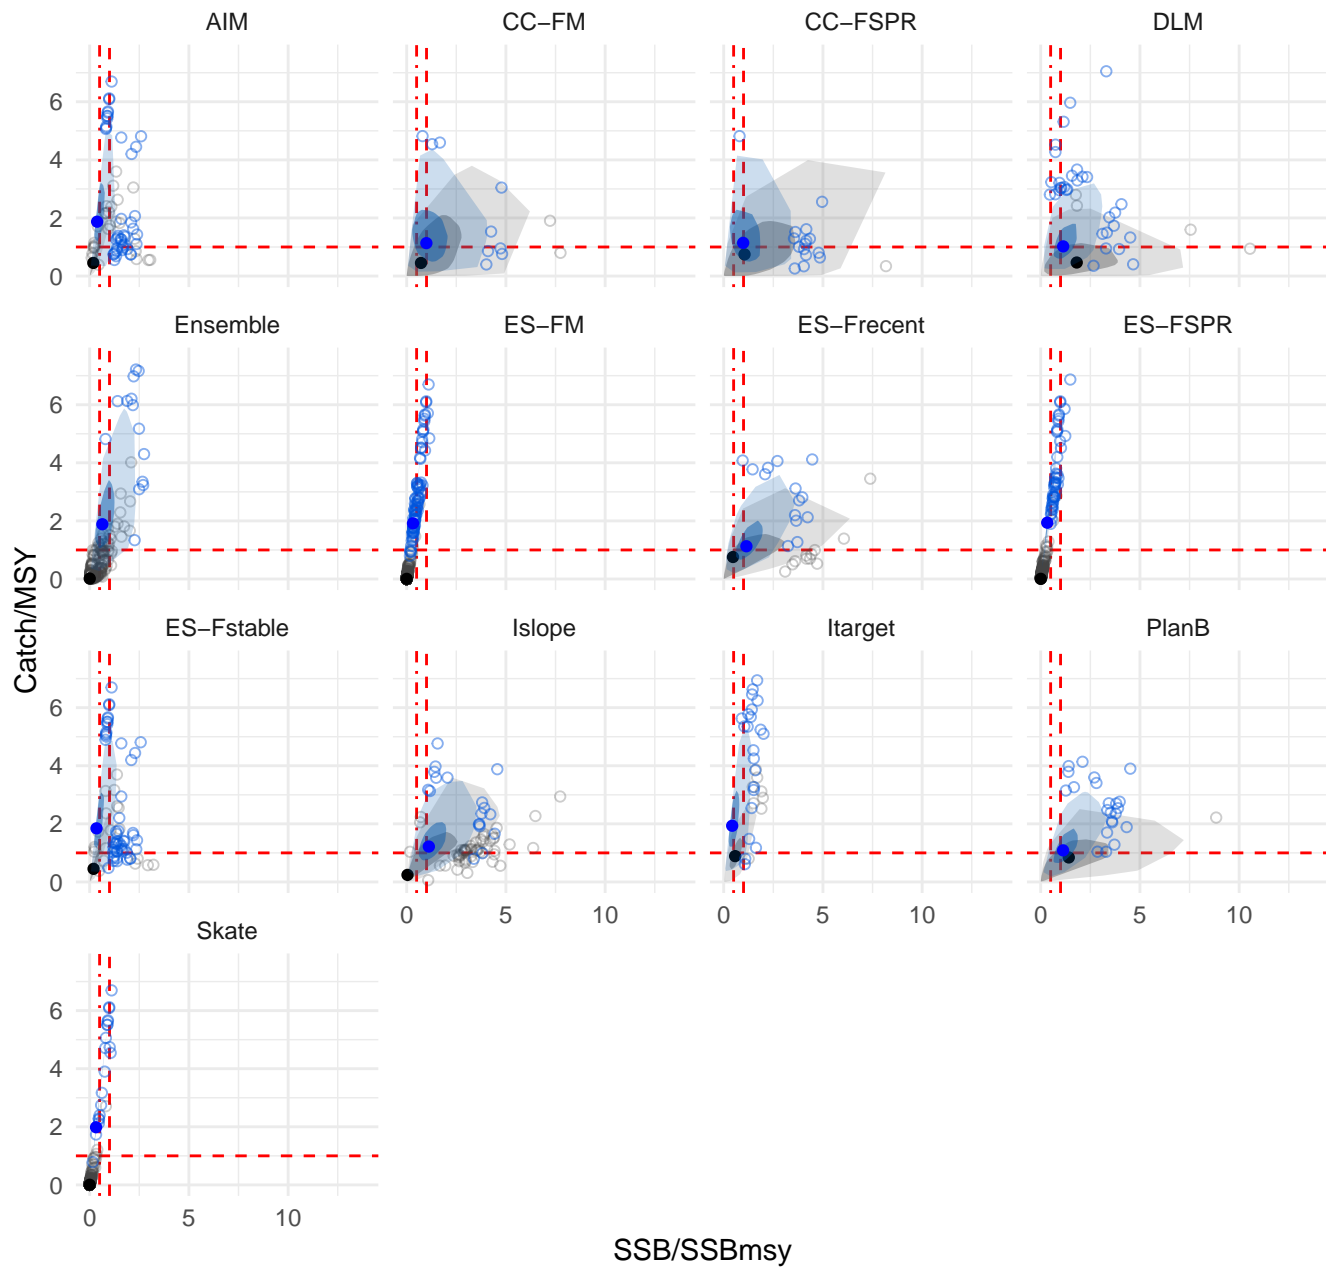 AIM CC−FM CC−FSPR DLM
6
4
2
0
Ensemble ES−FM ES−Frecent ES−FSPR
6
4
2
0
ES−Fstable Islope Itarget PlanB
6
4
2
0
0 5 10 0 5 10 0 5 10
Skate
6
4
2
0
0 5 10
Catch/MSY
SSB/SSBmsy